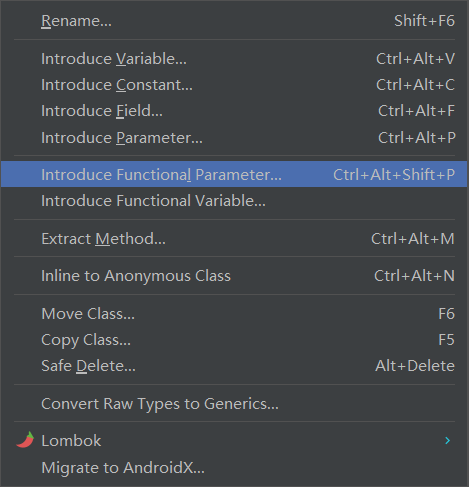 Rename... Shift+F6
Introduce Variable... Ctrl+Alt+V
Introduce Constant... Ctrl+Alt+C
Introduce Field... Ctrl+Alt+F
Introduce Parameter... Ctrl+Alt+P
Introduce Functional Parameter... Ctrl+Alt+Shift+P
Introduce Functional Variable...
Extract Method... Ctrl+Alt+M
Inline to Anonymous Class Ctrl+Alt+N
Move Class... F6
Copy Class... F5
Safe Delete... Alt+Delete
Convert Raw Types to Generics...
Lombok
Migrate to AndroidX...